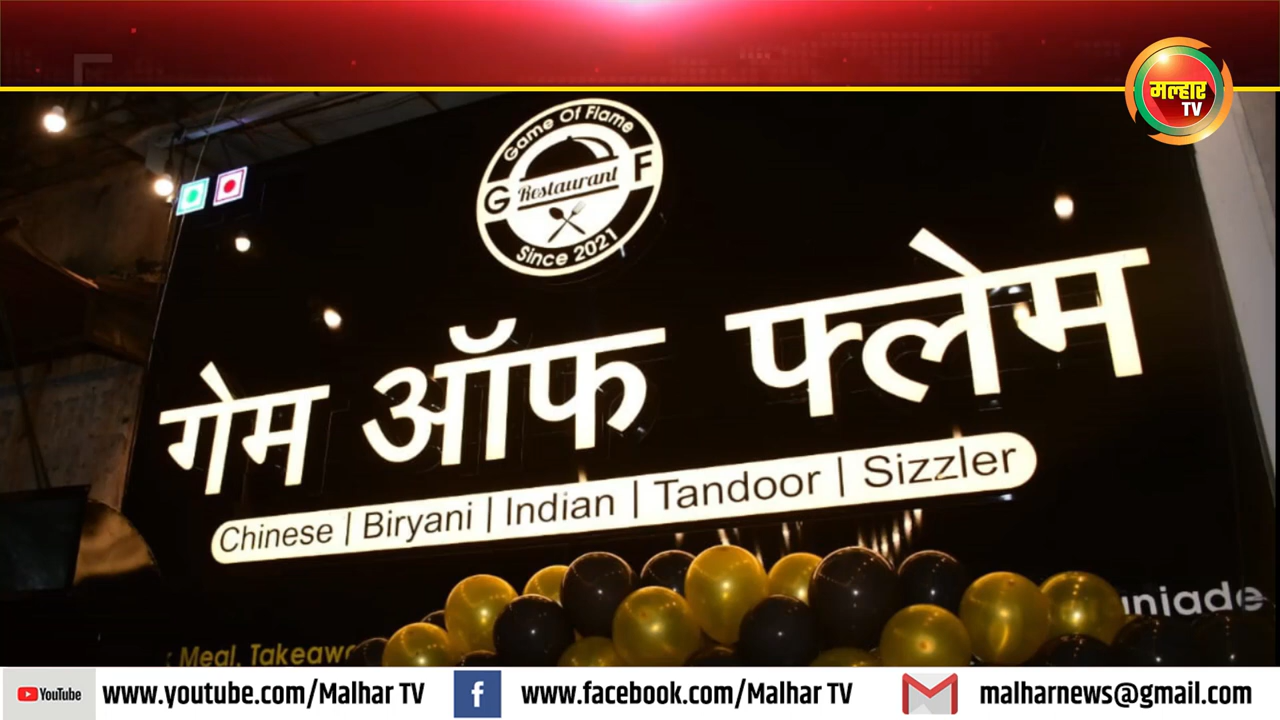 मल्हार
TV
Game Of Flame
G Restaurant F
Since 2021
गेम ऑफ फ्लेम
Chinese | Biryani | Indian | Tandoor | Sizzler
Meal, Takeaw
YouTube
www.youtube.com/Malhar TV
www.facebook.com/Malhar TV
malharnews@gmail.com